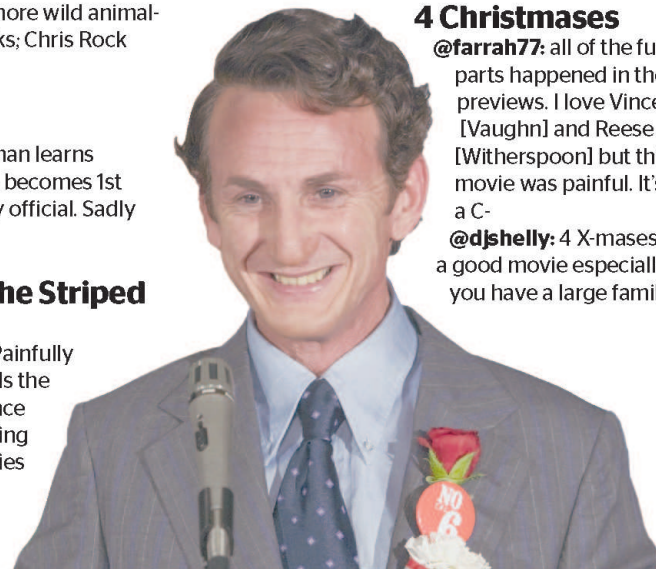 more wild animal-
ks; Chris Rock
man learns
becomes 1st
official. Sadly
he Striped
Painfully
ds the
nce
ing
ies
4 Christmases
@farrah77: all of the fu
parts happened in the
previews. I love Vince
[Vaughn] and Reese
[Witherspoon] but th
movie was painful. It's
a C-
@djshelly: 4 X-mases
a good movie especiall
you have a large famil
NO
6